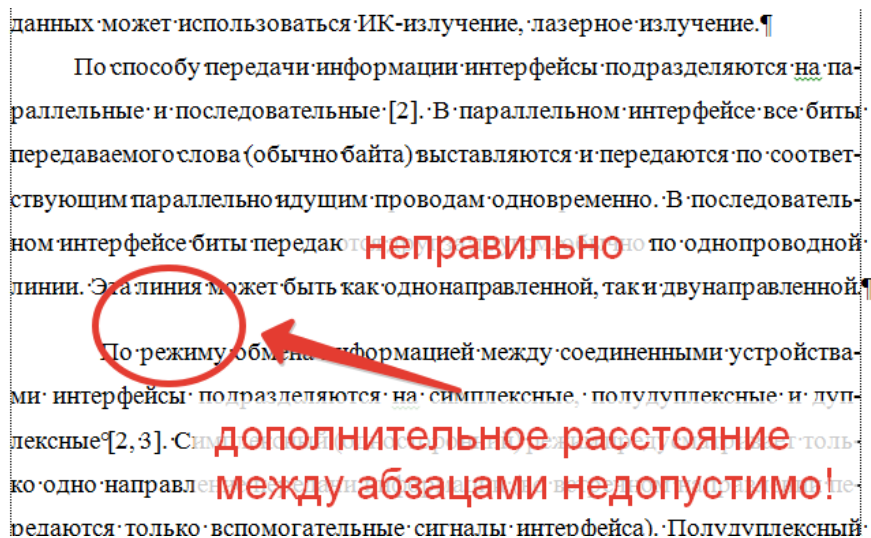 данных может использоваться ИК-излучение, лазерное излучение.¶
По способу передачи информации интерфейсы подразделяются на па-
раллельные и последовательные [2]. В параллельном интерфейсе все биты
передаваемого слова (обычно байта) выставляются и передаются по соответ-
ствующим параллельно идущим проводам одновременно. В последователь-
ном интерфейсе биты передаются по однопроводной
неправильно
линии. Эта линия может быть как однонаправленной, так и двунаправленной.¶
По режиму обмена информацией между соединенными устройства-
ми интерфейсы подразделяются на симплексные, полудуплексные и дуп-
лексные [2, 3]. толь-
дополнительное расстояние
ко одно направл пе-
между абзацами недопустимо!
редаются только вспомогательные сигналы интерфейса). Полудуплексный